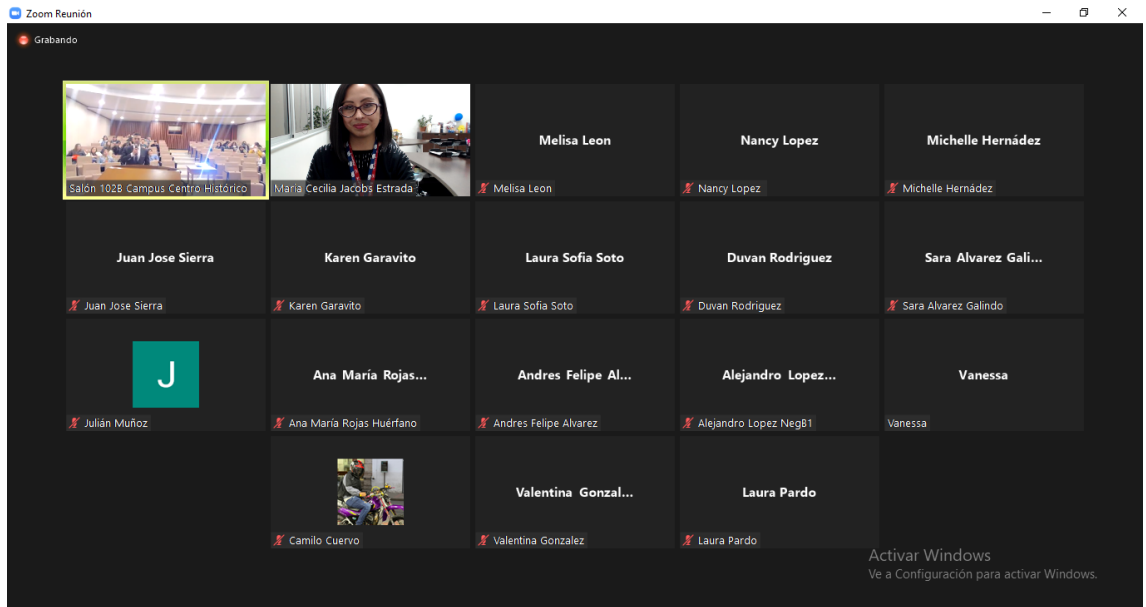 Zoom Reunión
Grabando
Melisa Leon
Nancy Lopez
Michelle Hernádez
Salón 102B Campus Centro Histórico
Maria Cecilia Jacobs Estrada
Melisa Leon
Nancy Lopez
Michelle Hernádez
Juan Jose Sierra
Karen Garavito
Laura Sofia Soto
Duvan Rodriguez
Sara Alvarez Gali...
Juan Jose Sierra
Karen Garavito
Laura Sofia Soto
Duvan Rodriguez
Sara Alvarez Galindo
J
Ana María Rojas...
Andres Felipe Al...
Alejandro Lopez...
Vanessa
Julián Muñoz
Ana María Rojas Huérfano
Andres Felipe Alvarez
Alejandro Lopez NegB1
Vanessa
Valentina Gonzal...
Laura Pardo
Camilo Cuervo
Valentina Gonzalez
Laura Pardo
Activar Windows
Ve a Configuración para activar Windows.